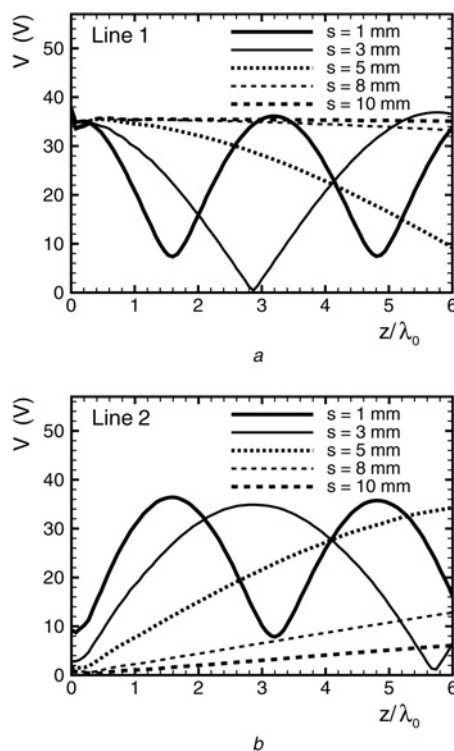 V (V)
Line 1
s = 1 mm
s = 3 mm
s = 5 mm
s = 8 mm
s = 10 mm
50
40
30
20
10
0
0 1 2 3 4 5 6
z/λ₀
a
V (V)
Line 2
s = 1 mm
s = 3 mm
s = 5 mm
s = 8 mm
s = 10 mm
50
40
30
20
10
0
0 1 2 3 4 5 6
z/λ₀
b